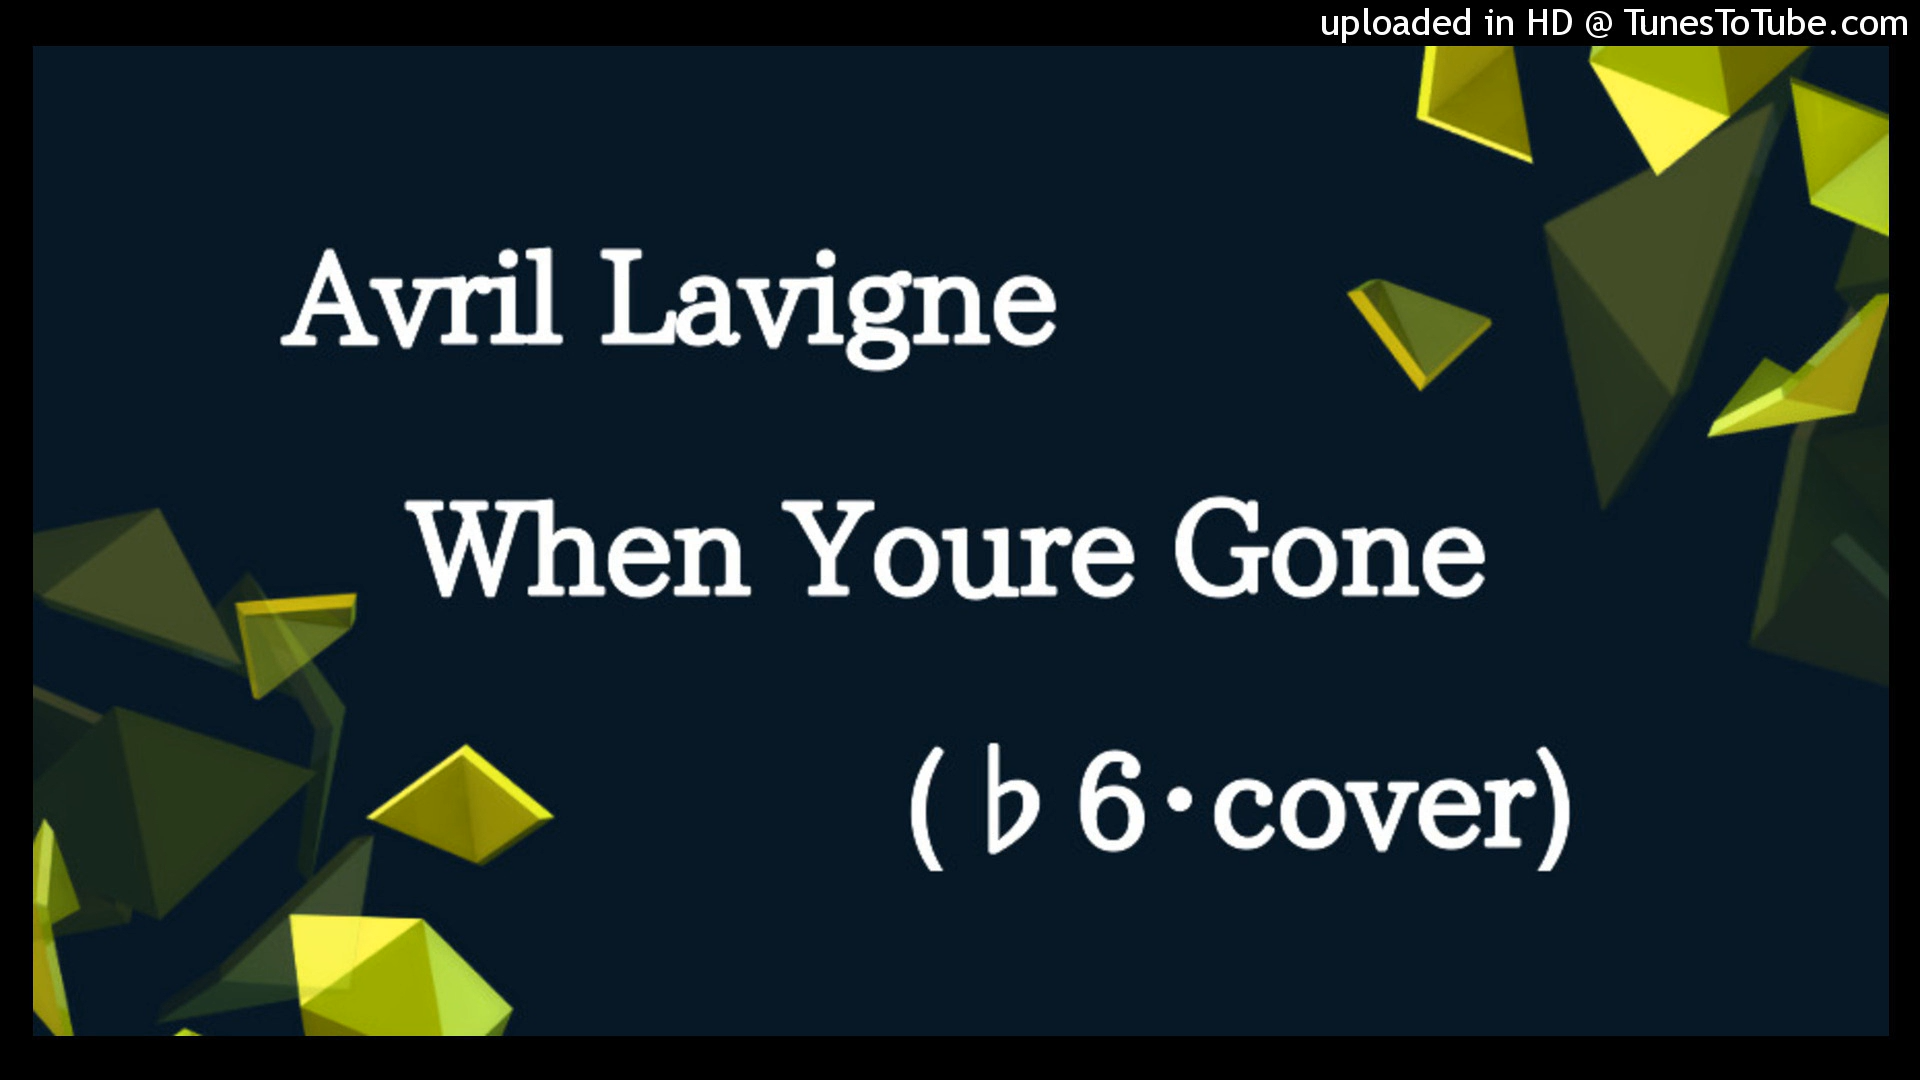 uploaded in HD @ TunesToTube.com
Avril Lavigne
When Youre Gone
(♭6·cover)